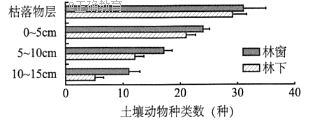 枯落物层
0~5cm
5~10cm
10~15cm
林窗
林下
0 10 20 30 40
土壤动物种类数（种）